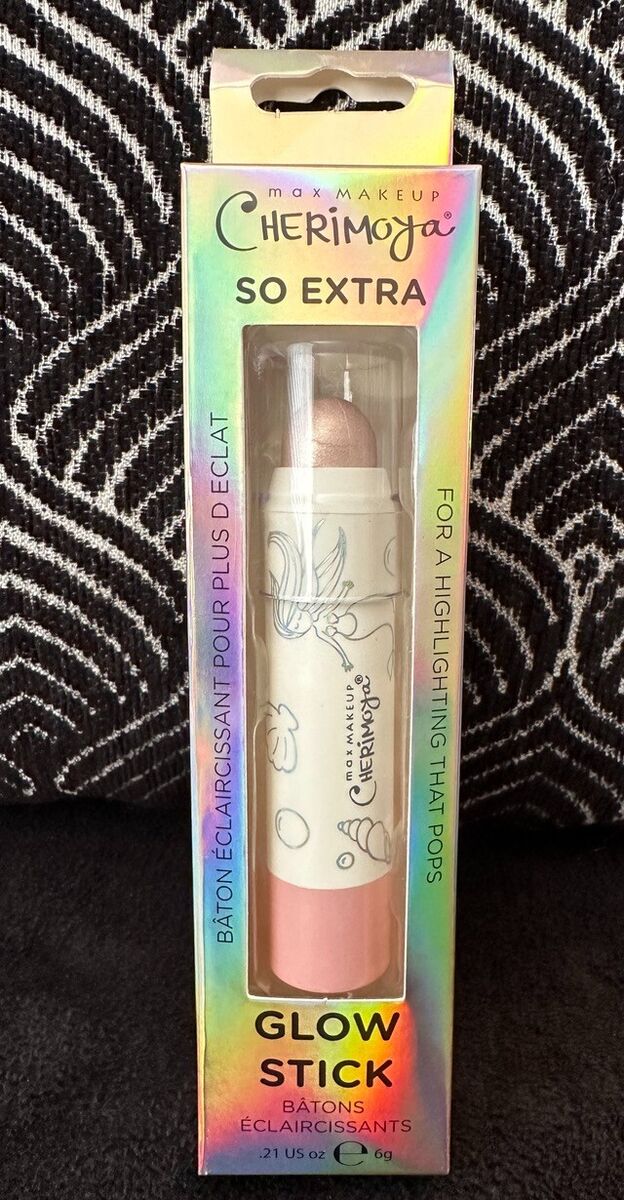 max MAKEUP
CHERIMOYA®
SO EXTRA
BÂTON ÉCLAIRCISSANT POUR PLUS D ECLAT
FOR A HIGHLIGHTING THAT POPS
max MAKEUP
CHERIMOYA®
GLOW
STICK
BÂTONS
ÉCLAIRCISSANTS
.21 US oz ℮ 6g